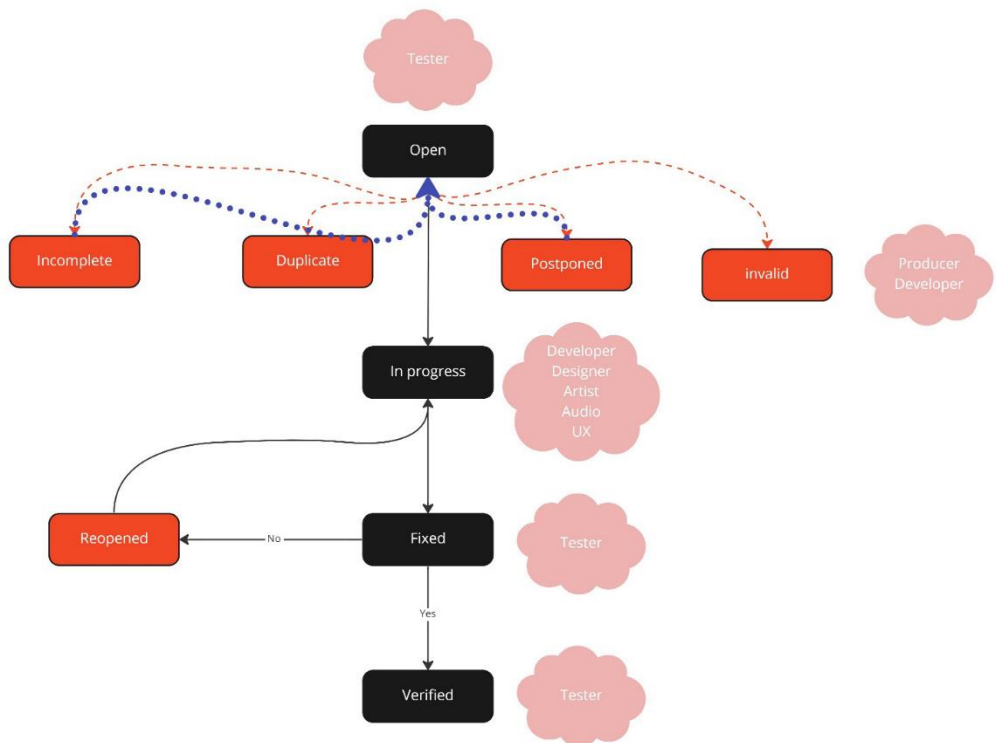 Tester
Open
Incomplete
Duplicate
Postponed
invalid
Producer
Developer
In progress
Developer
Designer
Artist
Audio
UX
Reopened
No
Fixed
Tester
Yes
Verified
Tester